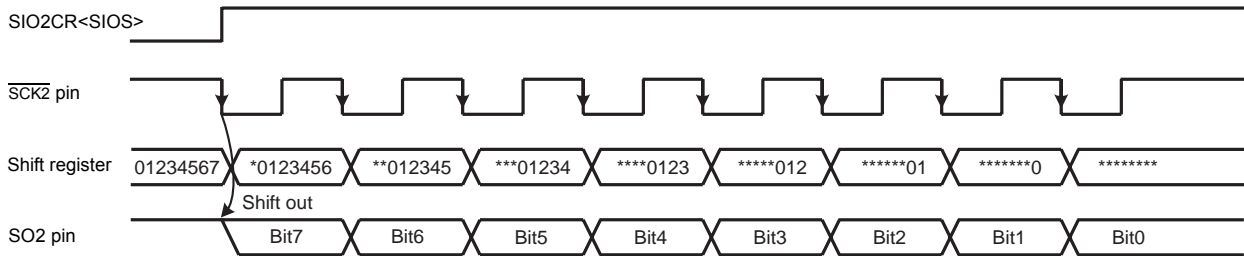 SIO2CR<SIOS>
SCK2 pin
Shift register 01234567 *0123456 **012345 ***01234 ****0123 *****012 ******01 *******0 ********
Shift out
SO2 pin Bit7 Bit6 Bit5 Bit4 Bit3 Bit2 Bit1 Bit0